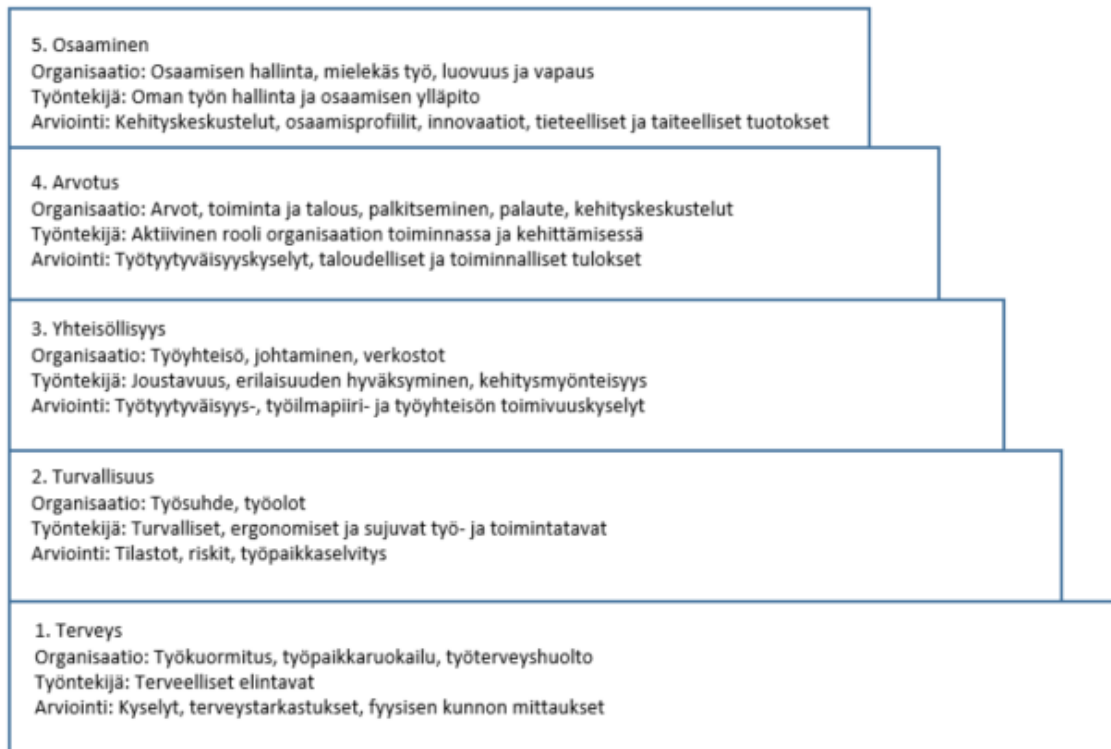 5. Osaaminen
Organisaatio: Osaamisen hallinta, mielekäs työ, luovuus ja vapaus
Työntekijä: Oman työn hallinta ja osaamisen ylläpito
Arviointi: Kehityskeskustelut, osaamisprofiilit, innovaatiot, tieteelliset ja taiteelliset tuotokset
4. Arvotus
Organisaatio: Arvot, toiminta ja talous, palkitseminen, palaute, kehityskeskustelut
Työntekijä: Aktiivinen rooli organisaation toiminnassa ja kehittämisessä
Arviointi: Työtyytyväisyyskyselyt, taloudelliset ja toiminnalliset tulokset
3. Yhteisöllisyys
Organisaatio: Työyhteisö, johtaminen, verkostot
Työntekijä: Joustavuus, erilaisuuden hyväksyminen, kehitysmyönteisyys
Arviointi: Työtyytyväisyys-, työilmapiiri- ja työyhteisön toimivuuskyselyt
2. Turvallisuus
Organisaatio: Työsuhde, työolot
Työntekijä: Turvalliset, ergonomiset ja sujuvat työ- ja toimintatavat
Arviointi: Tilastot, riskit, työpaikkaselvitys
1. Terveys
Organisaatio: Työkuormitus, työpaikkaruokailu, työterveyshuolto
Työntekijä: Terveelliset elintavat
Arviointi: Kyselyt, terveystarkastukset, fyysisen kunnon mittaukset